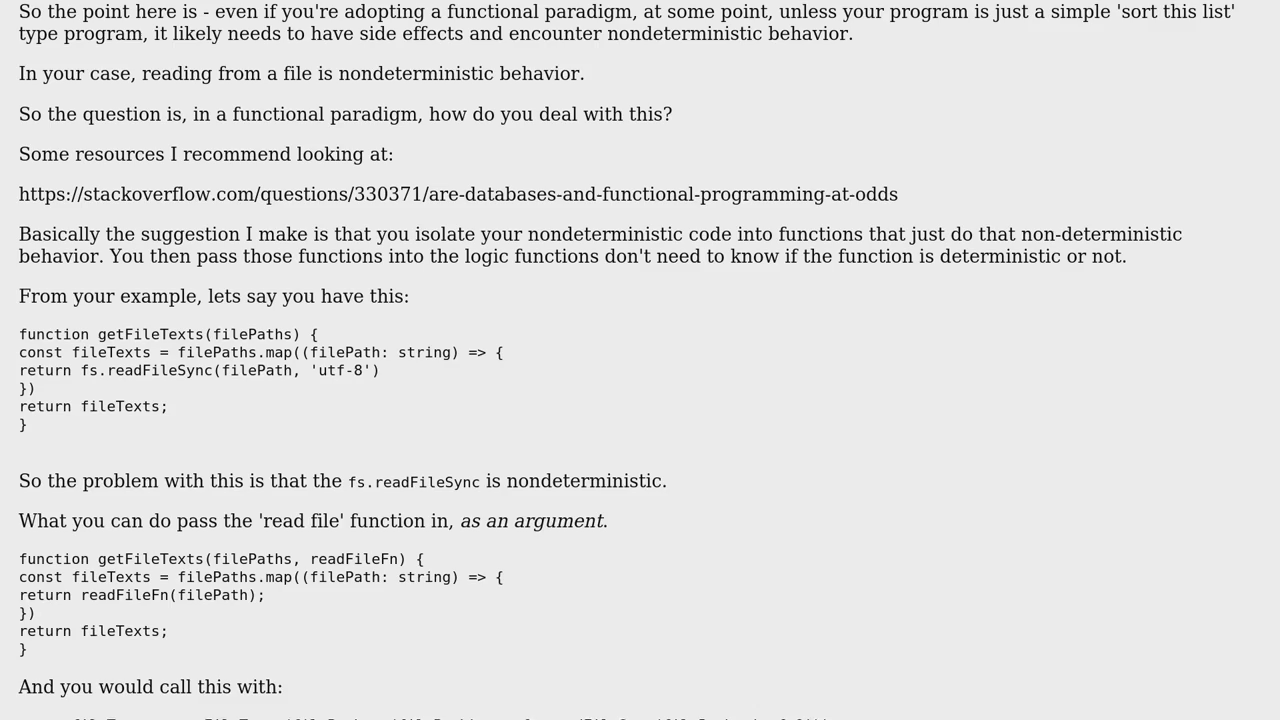 So the point here is - even if you're adopting a functional paradigm, at some point, unless your program is just a simple 'sort this list'
type program, it likely needs to have side effects and encounter nondeterministic behavior.
In your case, reading from a file is nondeterministic behavior.
So the question is, in a functional paradigm, how do you deal with this?
Some resources I recommend looking at:
https://stackoverflow.com/questions/330371/are-databases-and-functional-programming-at-odds
Basically the suggestion I make is that you isolate your nondeterministic code into functions that just do that non-deterministic
behavior. You then pass those functions into the logic functions don't need to know if the function is deterministic or not.
From your example, lets say you have this:
function getFileTexts(filePaths) {
const fileTexts = filePaths.map((filePath: string) => {
return fs.readFileSync(filePath, 'utf-8')
})
return fileTexts;
}
So the problem with this is that the fs.readFileSync is nondeterministic.
What you can do pass the 'read file' function in, as an argument.
function getFileTexts(filePaths, readFileFn) {
const fileTexts = filePaths.map((filePath: string) => {
return readFileFn(filePath);
})
return fileTexts;
}
And you would call this with: